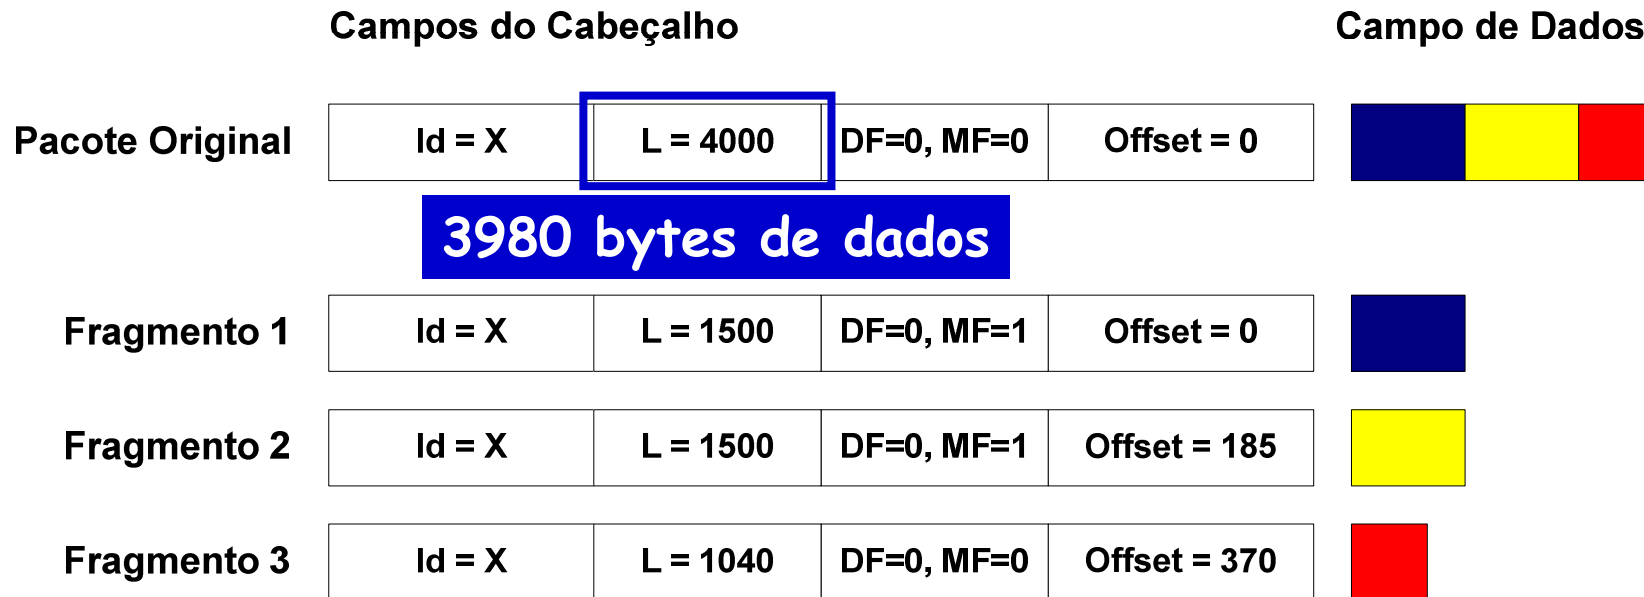 Campos do Cabeçalho Campo de Dados
Pacote Original Id = X L = 4000 DF=0, MF=0 Offset = 0
3980 bytes de dados
Fragmento 1 Id = X L = 1500 DF=0, MF=1 Offset = 0
Fragmento 2 Id = X L = 1500 DF=0, MF=1 Offset = 185
Fragmento 3 Id = X L = 1040 DF=0, MF=0 Offset = 370